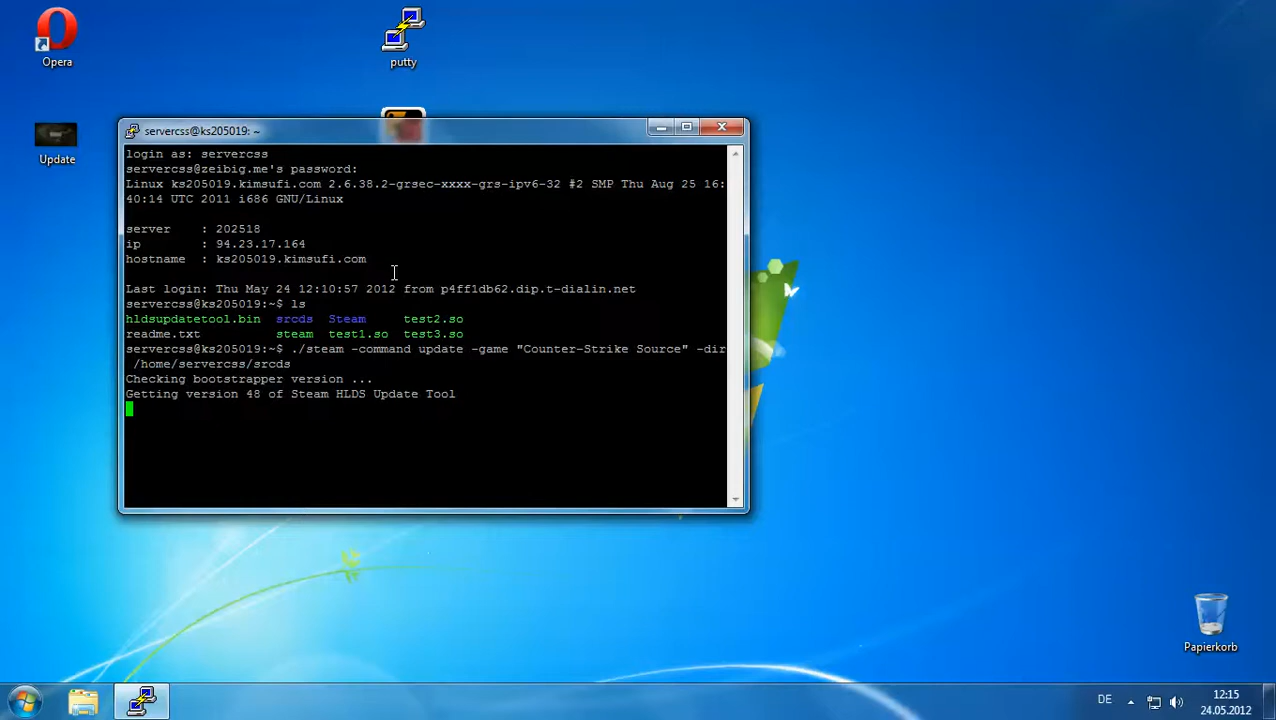 Opera
putty
Update
servercss@ks205019: ~
login as: servercss
servercss@zeibig.me's password:
Linux ks205019.kimsufi.com 2.6.38.2-grsec-xxxx-grs-ipv6-32 #2 SMP Thu Aug 25 16:
40:14 UTC 2011 i686 GNU/Linux
server : 202518
ip : 94.23.17.164
hostname : ks205019.kimsufi.com
Last login: Thu May 24 12:10:57 2012 from p4ff1db62.dip.t-dialin.net
servercss@ks205019:~$ ls
hldsupdatetool.bin srcds Steam test2.so
readme.txt steam test1.so test3.so
servercss@ks205019:~$ ./steam -command update -game "Counter-Strike Source" -dir
/home/servercss/srcds
Checking bootstrapper version ...
Getting version 48 of Steam HLDS Update Tool
Papierkorb
DE
12:15
24.05.2012